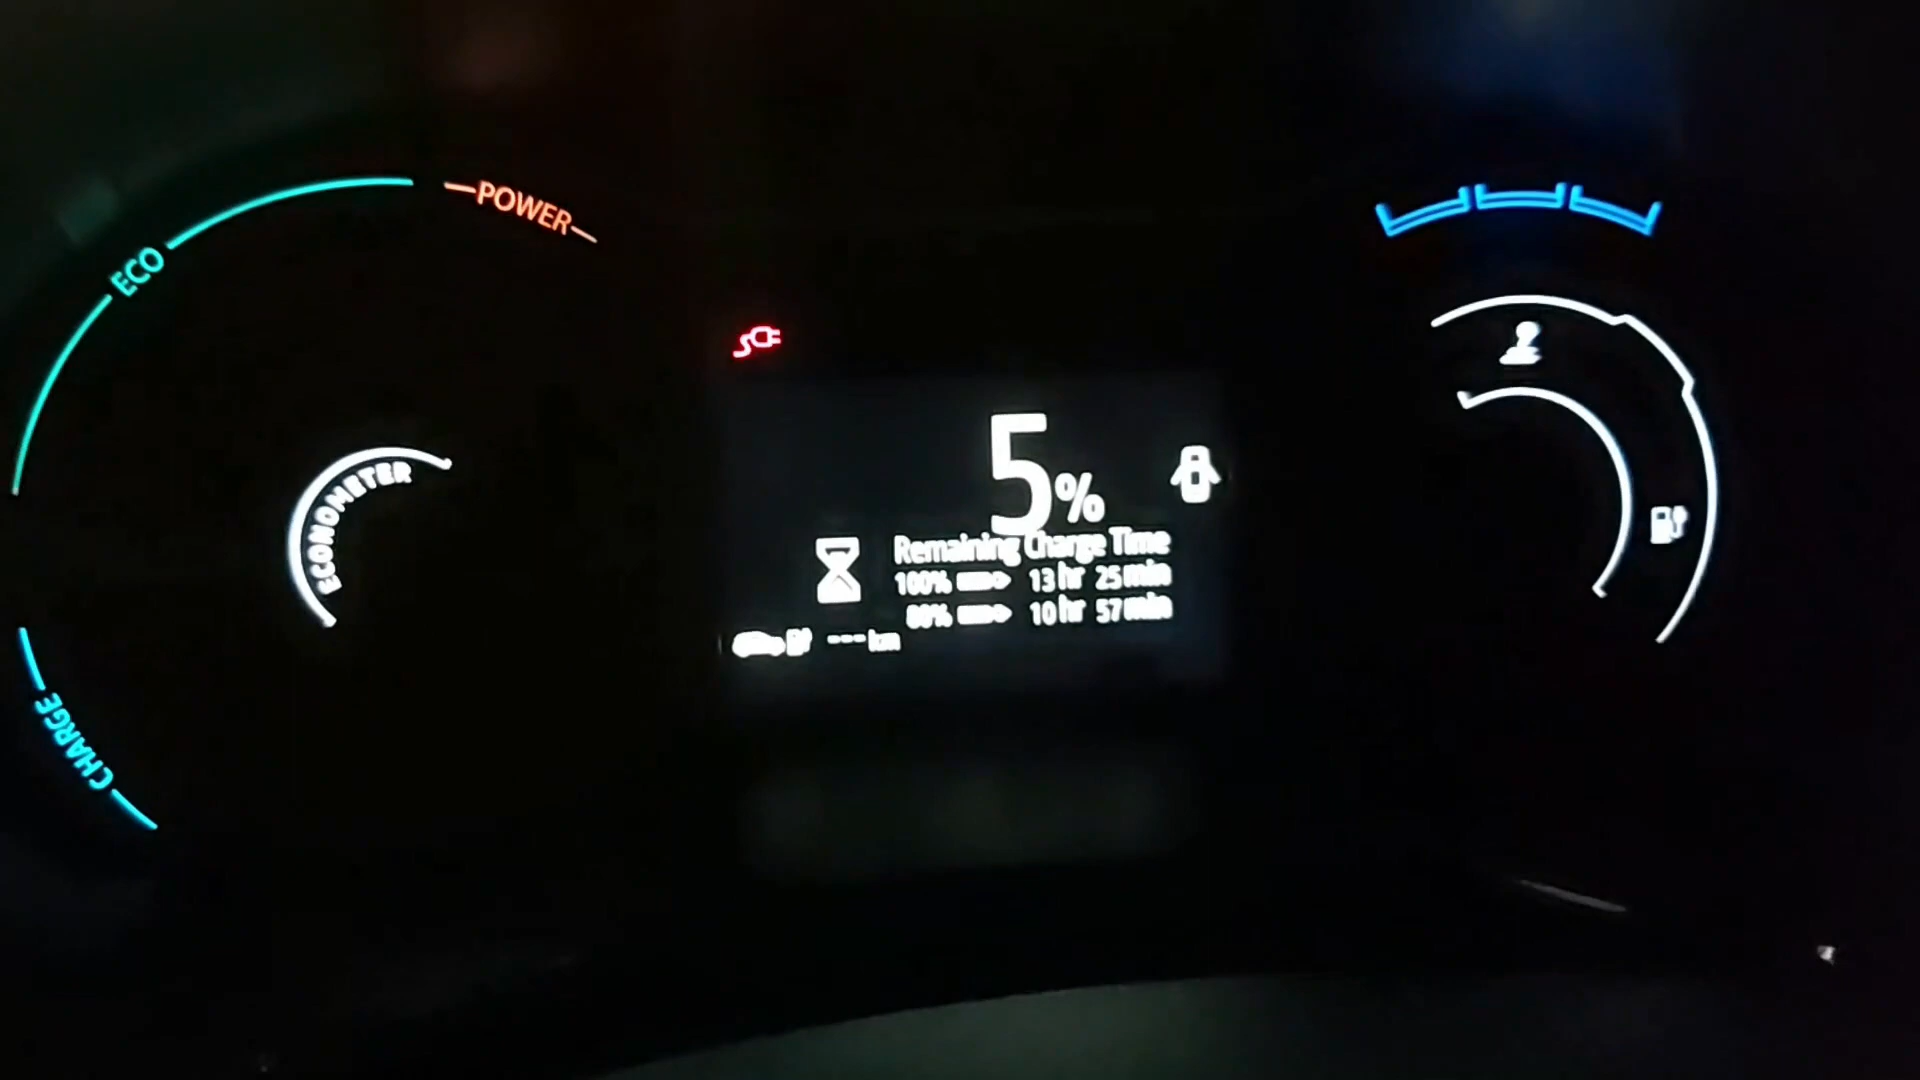 POWER
ECO
ECONOMETER
CHARGE
5%
Remaining Charge Time
100% 13 hr 25 min
80% 10 hr 57 min
--- km